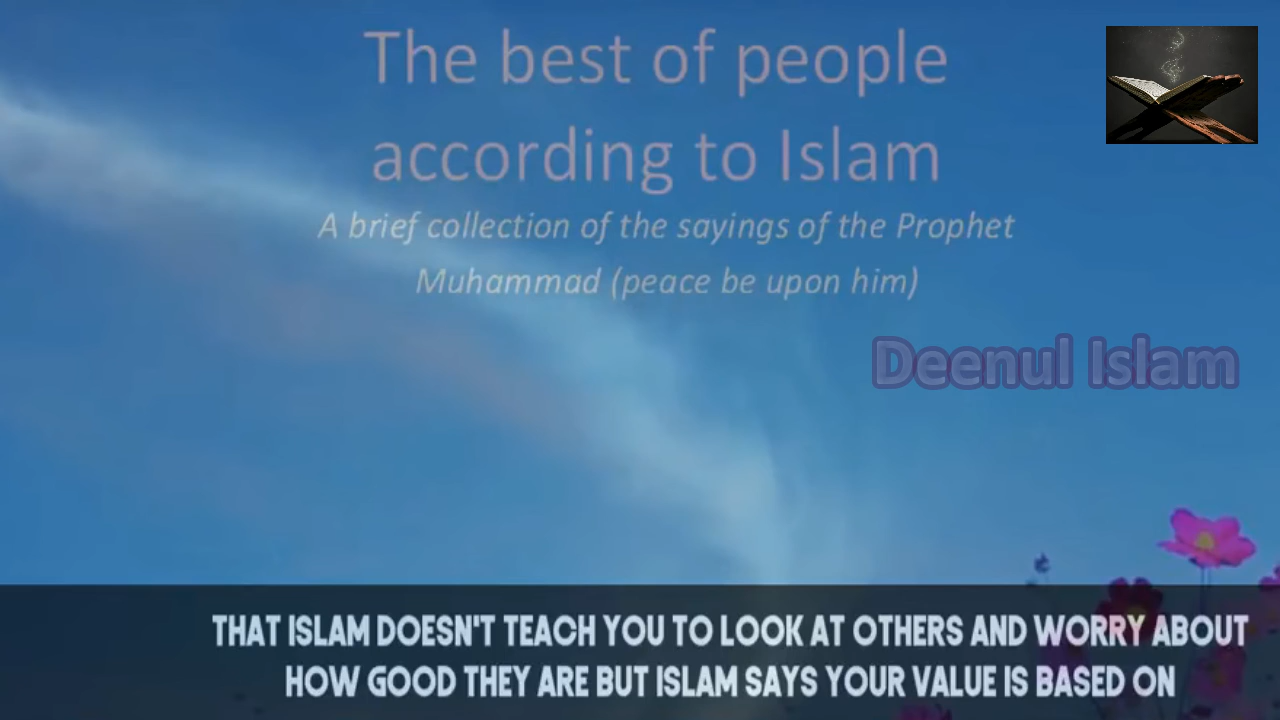 The best of people
according to Islam
A brief collection of the sayings of the Prophet
Muhammad (peace be upon him)
Deenul Islam
THAT ISLAM DOESN'T TEACH YOU TO LOOK AT OTHERS AND WORRY ABOUT
HOW GOOD THEY ARE BUT ISLAM SAYS YOUR VALUE IS BASED ON